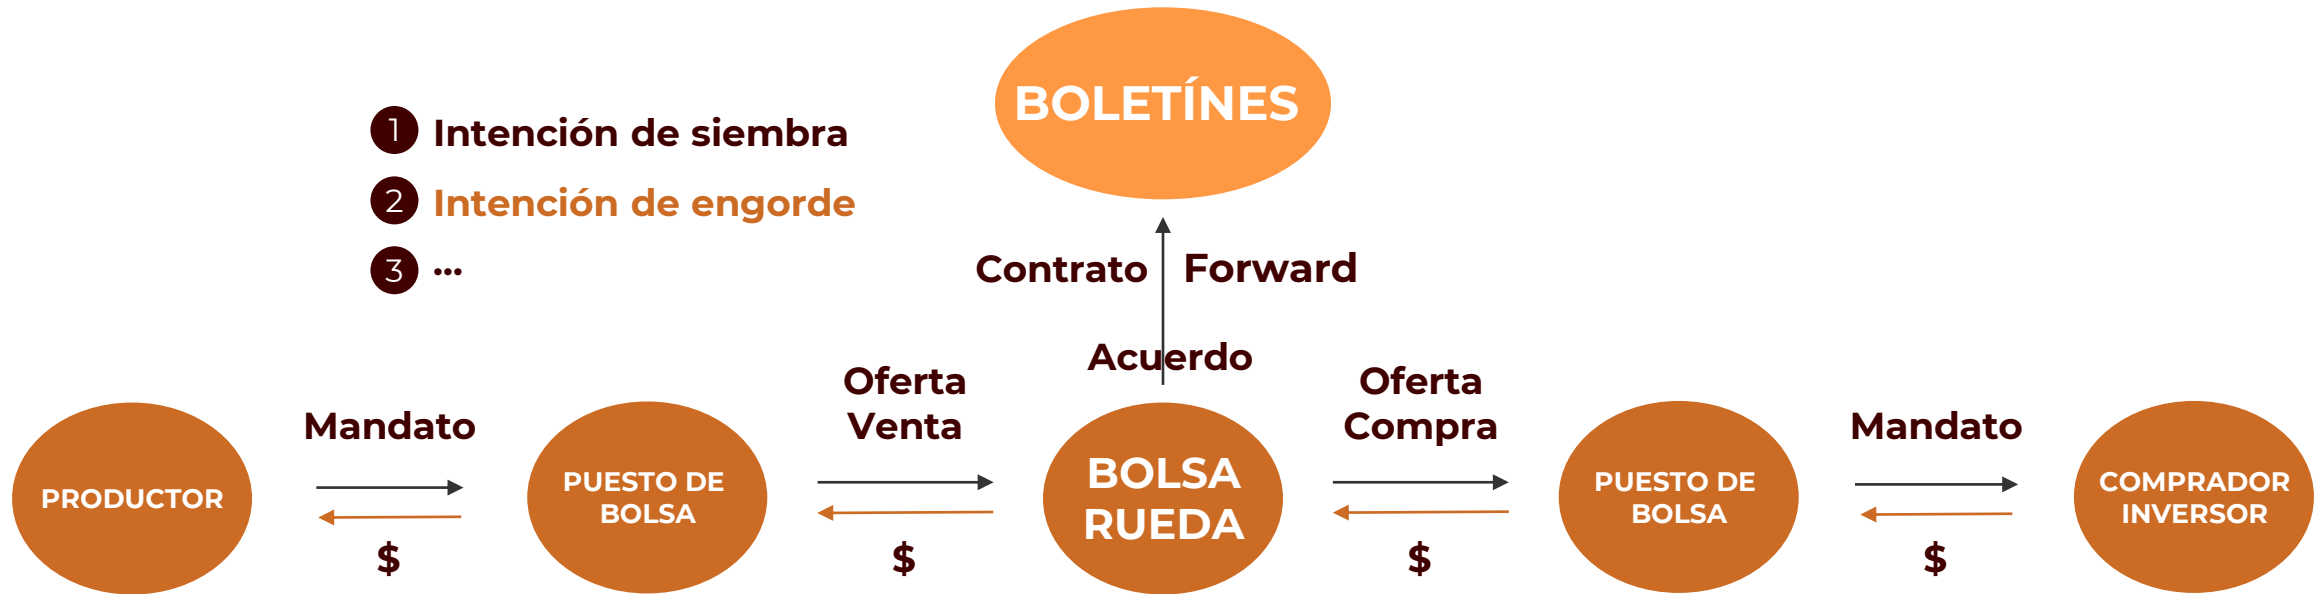 BOLETÍNES
1 Intención de siembra
2 Intención de engorde
3 ...
Contrato Forward
Acuerdo
Oferta
Venta
Oferta
Compra
Mandato
Mandato
PRODUCTOR
PUESTO DE
BOLSA
BOLSA
RUEDA
PUESTO DE
BOLSA
COMPRADOR
INVERSOR
$
$
$
$